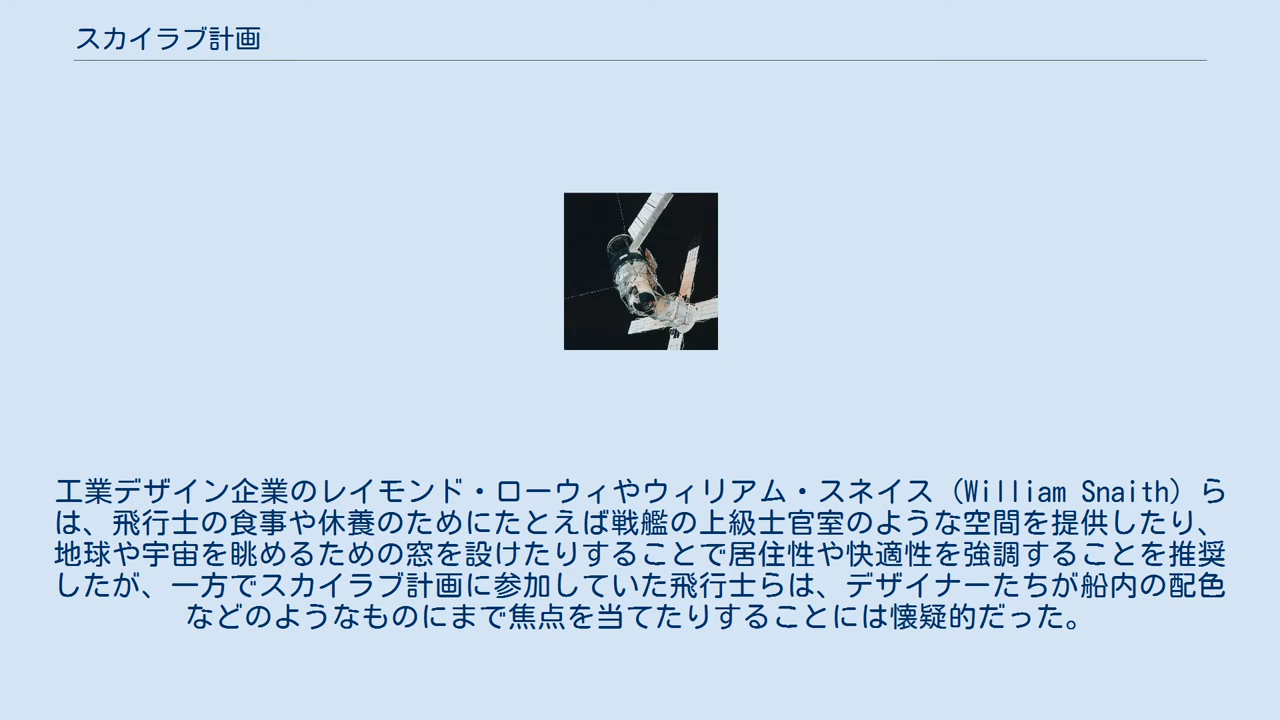 スカイラブ計画
工業デザイン企業のレイモンド・ローウィやウィリアム・スネイス（William Snaith）ら
は、飛行士の食事や休養のためにたとえば戦艦の上級士官室のような空間を提供したり、
地球や宇宙を眺めるための窓を設けたりすることで居住性や快適性を強調することを推奨
したが、一方でスカイラブ計画に参加していた飛行士らは、デザイナーたちが船内の配色
などのようなものにまで焦点を当てたりすることには懐疑的だった。